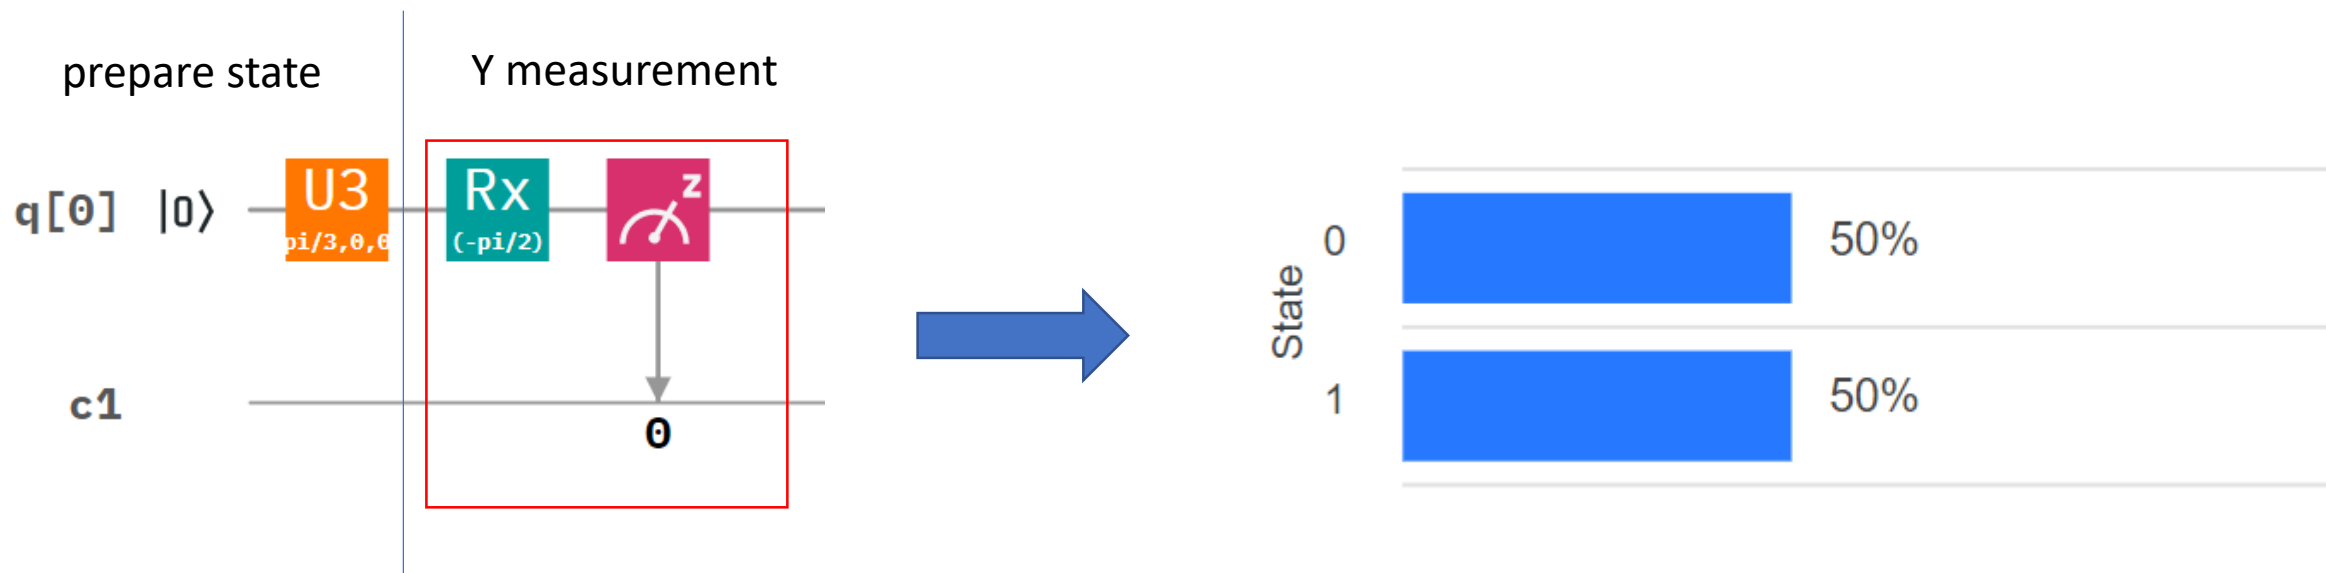 prepare state
Y measurement
q[0] |0⟩
U3
pi/3,0,0
Rx
(-pi/2)
z
c1
0
State
0
50%
1
50%